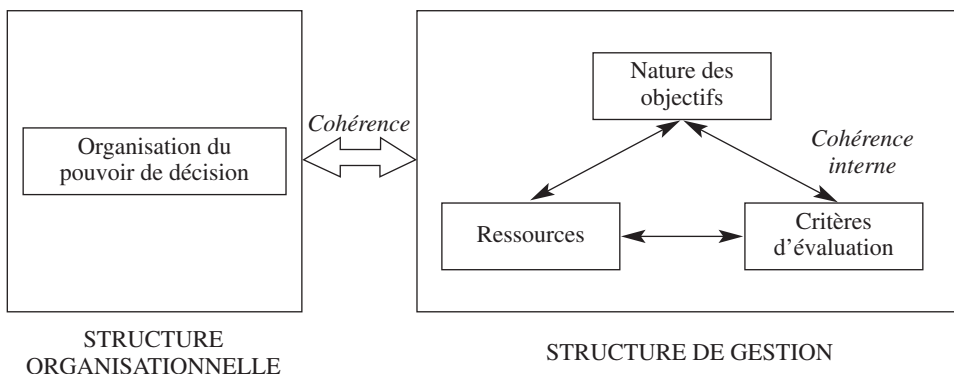 Organisation du
pouvoir de décision
Cohérence
Nature des
objectifs
Cohérence
interne
Ressources
Critères
d’évaluation
STRUCTURE
ORGANISATIONNELLE
STRUCTURE DE GESTION